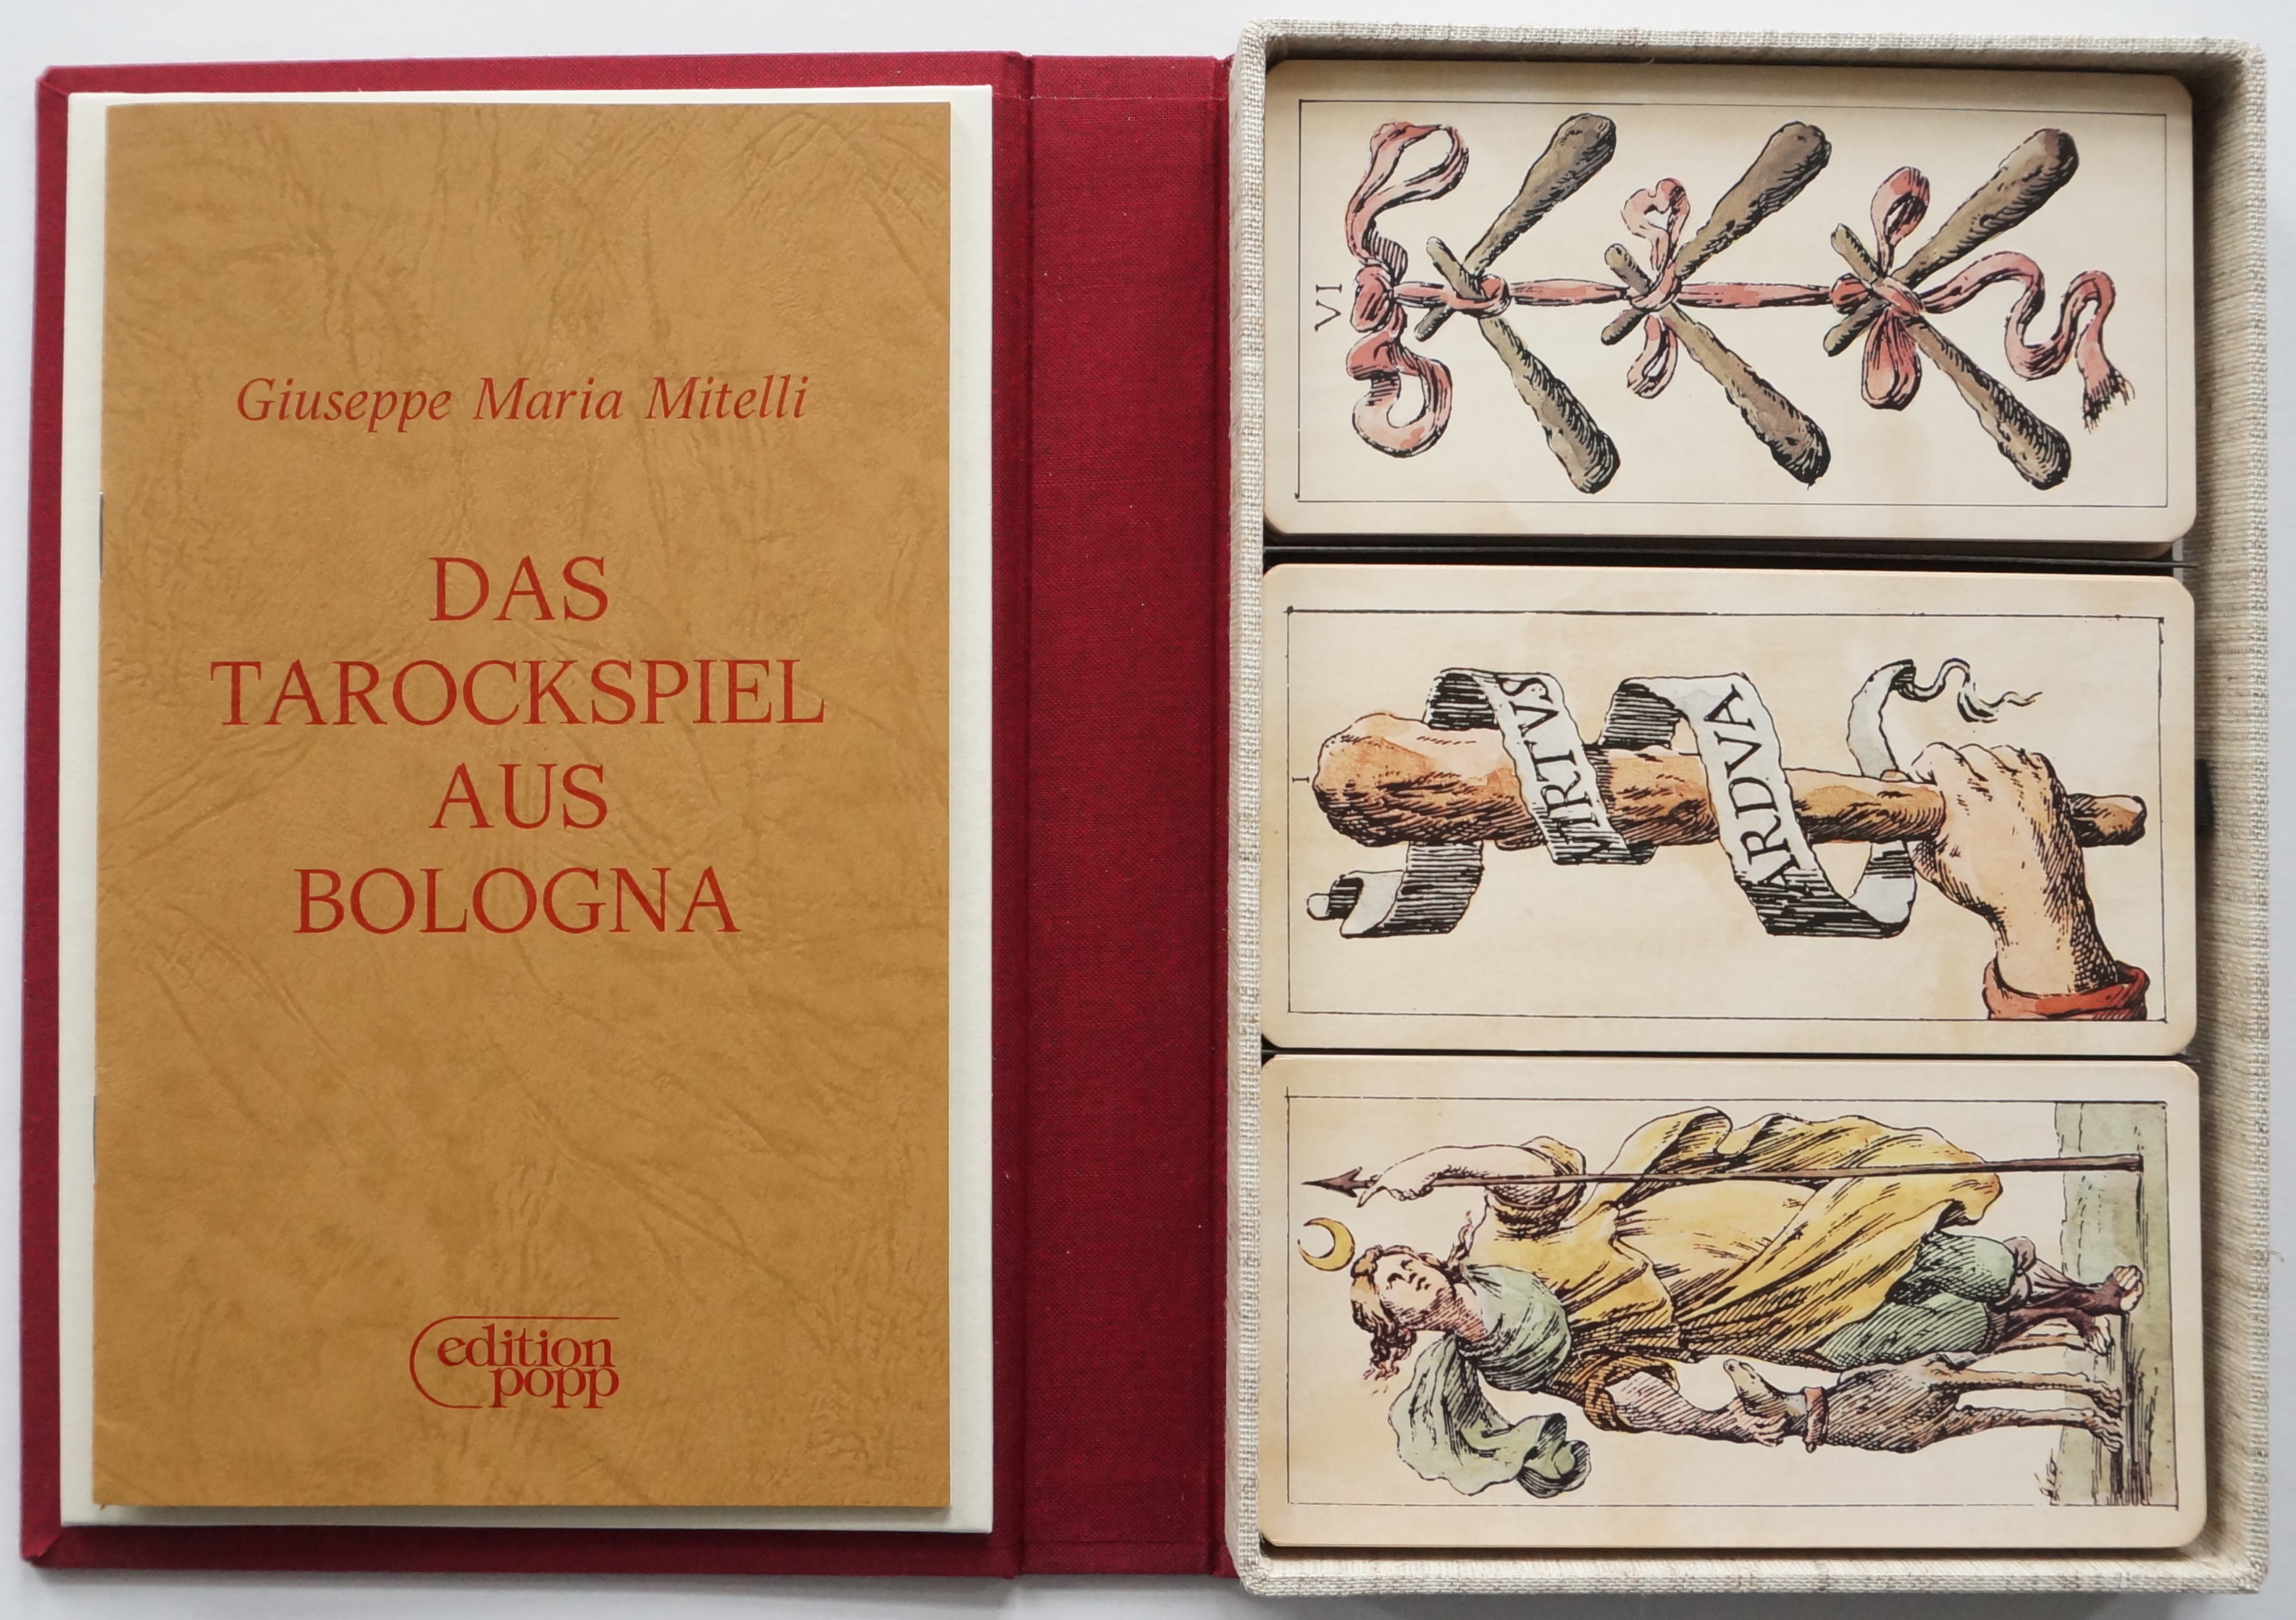 Giuseppe Maria Mitelli
DAS
TAROCKSPIEL
AUS
BOLOGNA
edition
popp
VI
I
VIRTVS
ARDVA